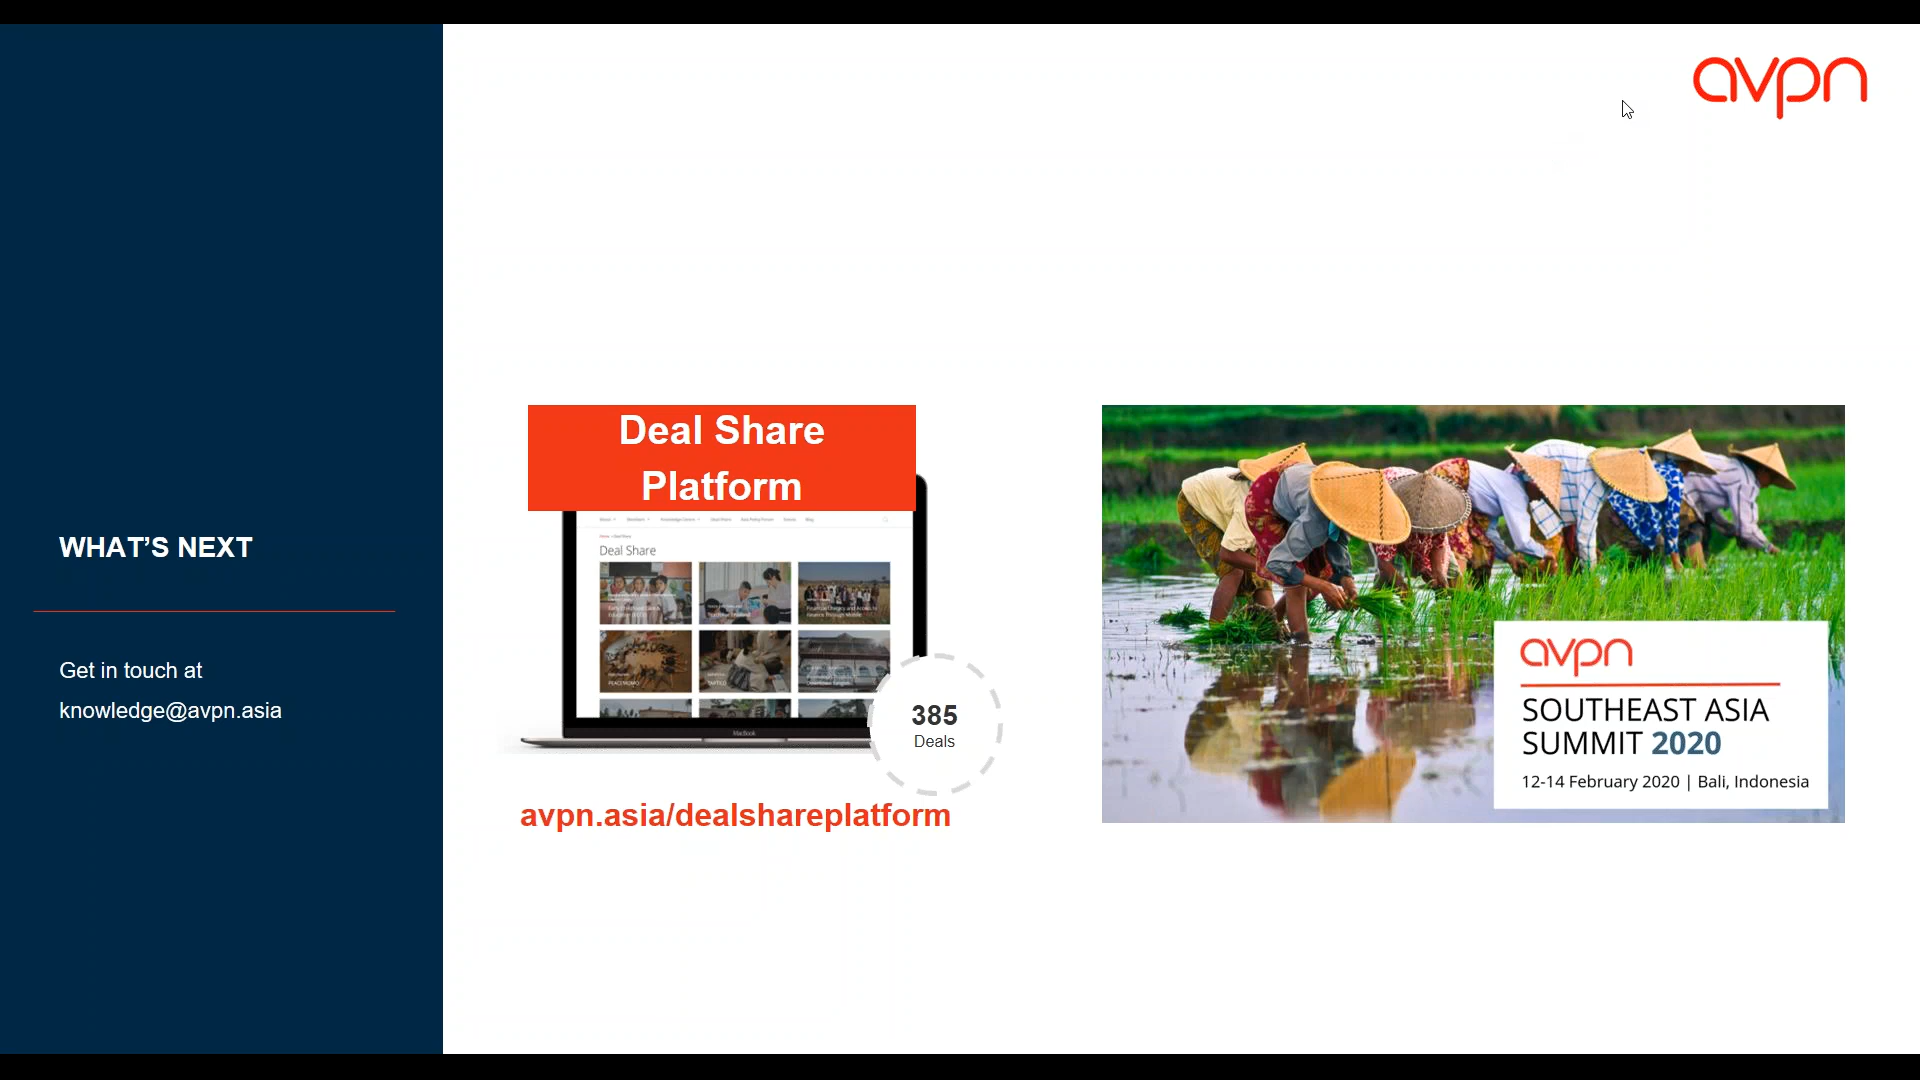 avpn
WHAT’S NEXT
Get in touch at
knowledge@avpn.asia
Deal Share
Platform
Deal Share
MacBook
385
Deals
avpn.asia/dealshareplatform
avpn
SOUTHEAST ASIA
SUMMIT 2020
12-14 February 2020 | Bali, Indonesia